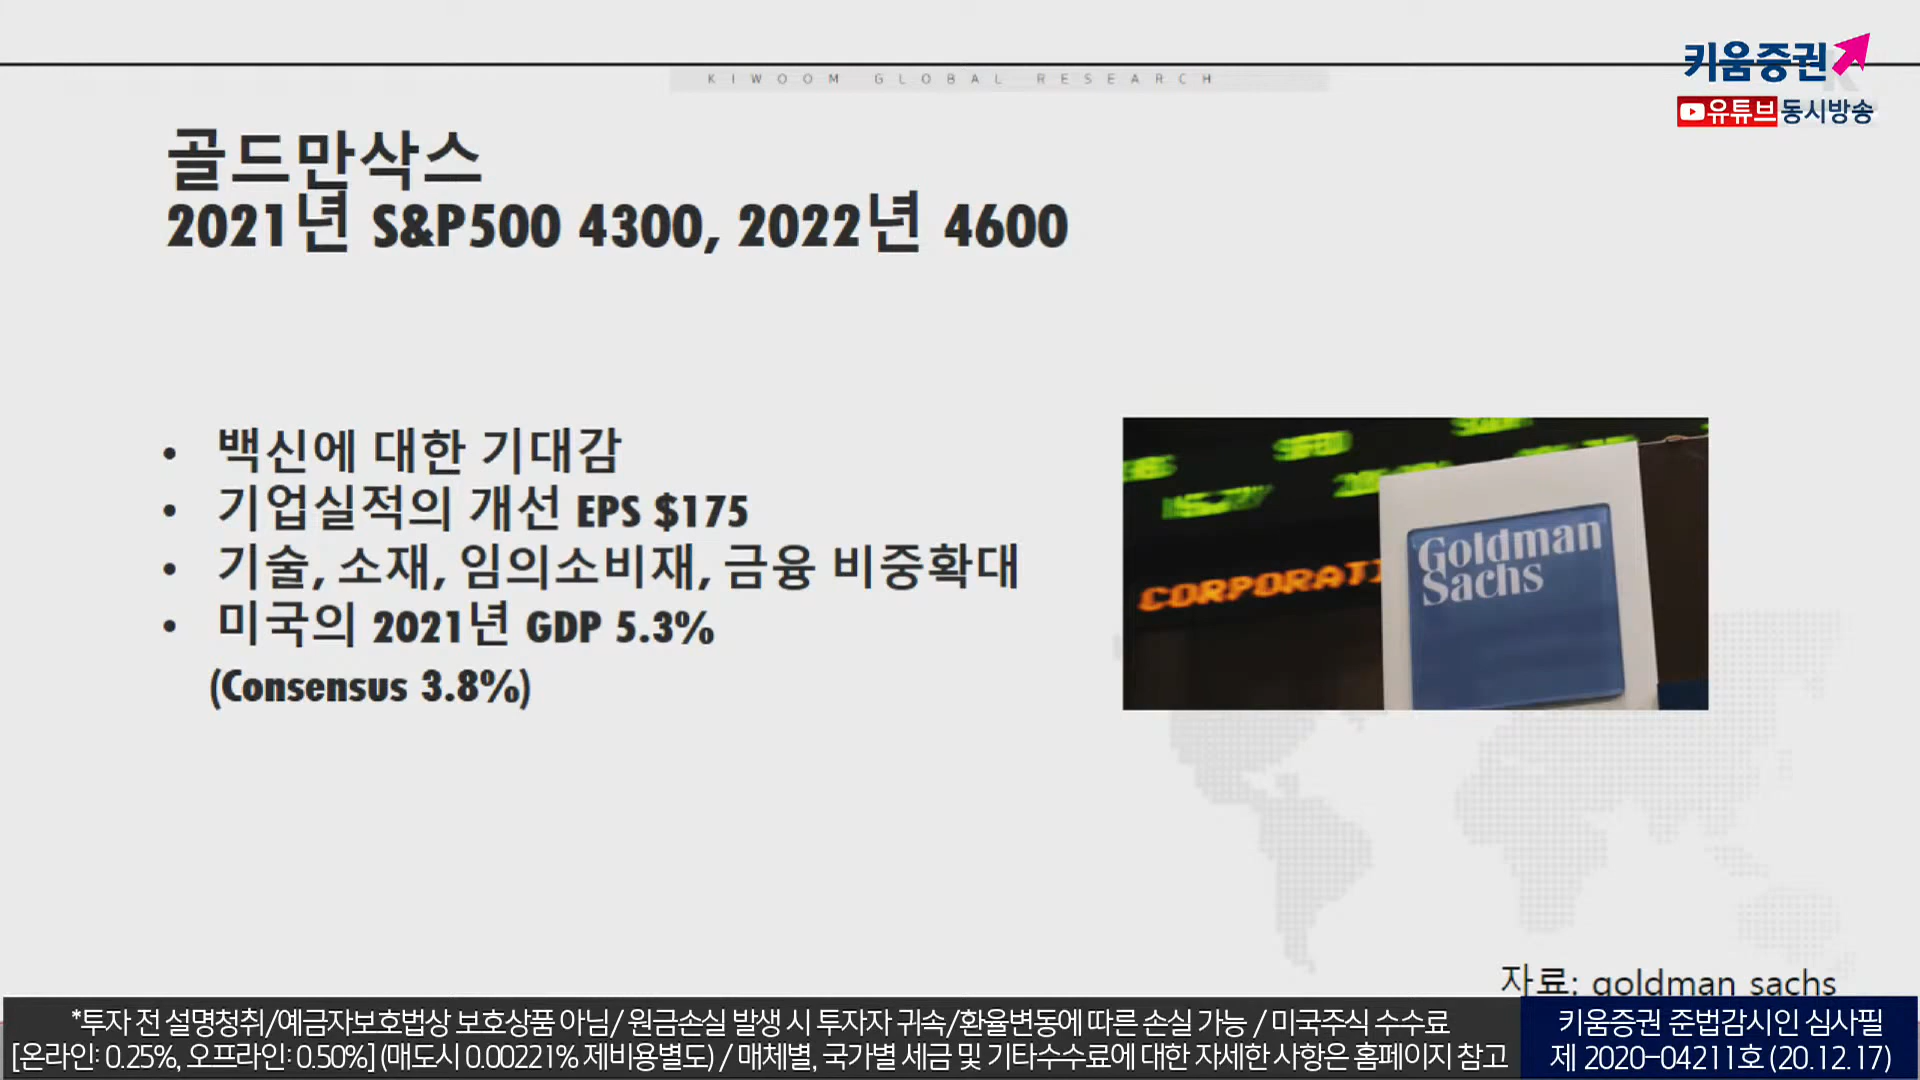 키움증권
KIWOOM GLOBAL RESEARCH
유튜브 동시방송
골드만삭스
2021년 S&P500 4300, 2022년 4600
• 백신에 대한 기대감
• 기업실적의 개선 EPS $175
• 기술, 소재, 임의소비재, 금융 비중확대
• 미국의 2021년 GDP 5.3%
(Consensus 3.8%)
CORPORATI
Goldman
Sachs
자료: goldman sachs
*투자 전 설명청취/예금자보호법상 보호상품 아님/ 원금손실 발생 시 투자자 귀속/환율변동에 따른 손실 가능 / 미국주식 수수료
[온라인: 0.25%, 오프라인: 0.50%] (매도시 0.00221% 제비용별도) / 매체별, 국가별 세금 및 기타수수료에 대한 자세한 사항은 홈페이지 참고
키움증권 준법감시인 심사필
제 2020-04211호 (20.12.17)